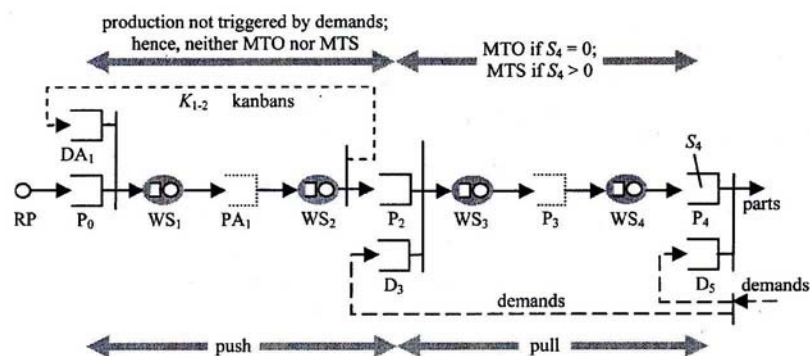 production not triggered by demands;
hence, neither MTO nor MTS
MTO if S₄ = 0;
MTS if S₄ > 0
K₁₋₂ kanbans
DA₁
S₄
RP
P₀
WS₁
PA₁
WS₂
P₂
WS₃
P₃
WS₄
P₄
parts
D₃
D₅
demands
demands
push
pull